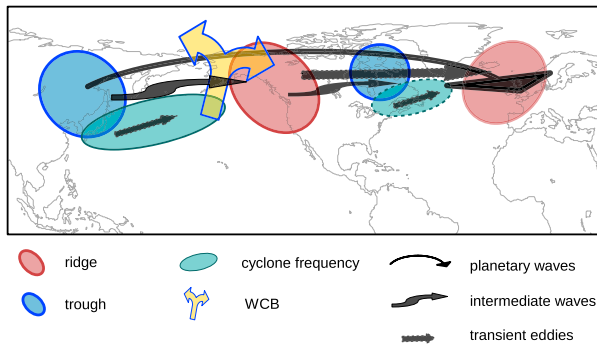 ridge
cyclone frequency
planetary waves
trough
WCB
intermediate waves
transient eddies